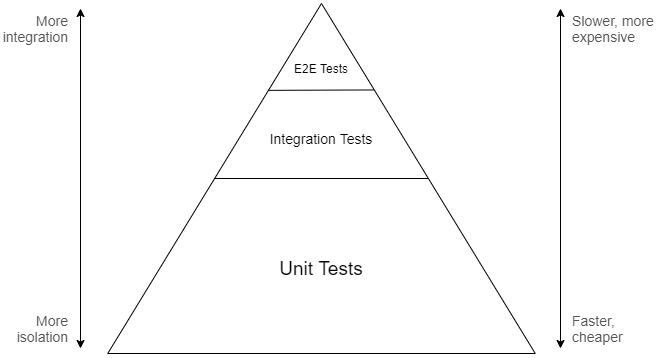 More
integration
Slower, more
expensive
E2E Tests
Integration Tests
Unit Tests
More
isolation
Faster,
cheaper